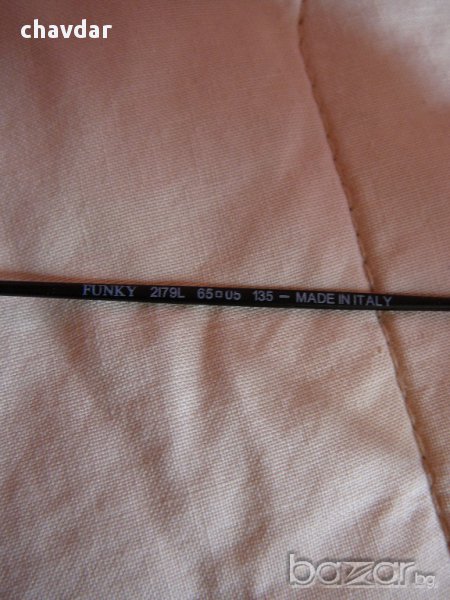 chavdar
FUNKY 2179L 65□05 135 – MADE IN ITALY
bazar.bg